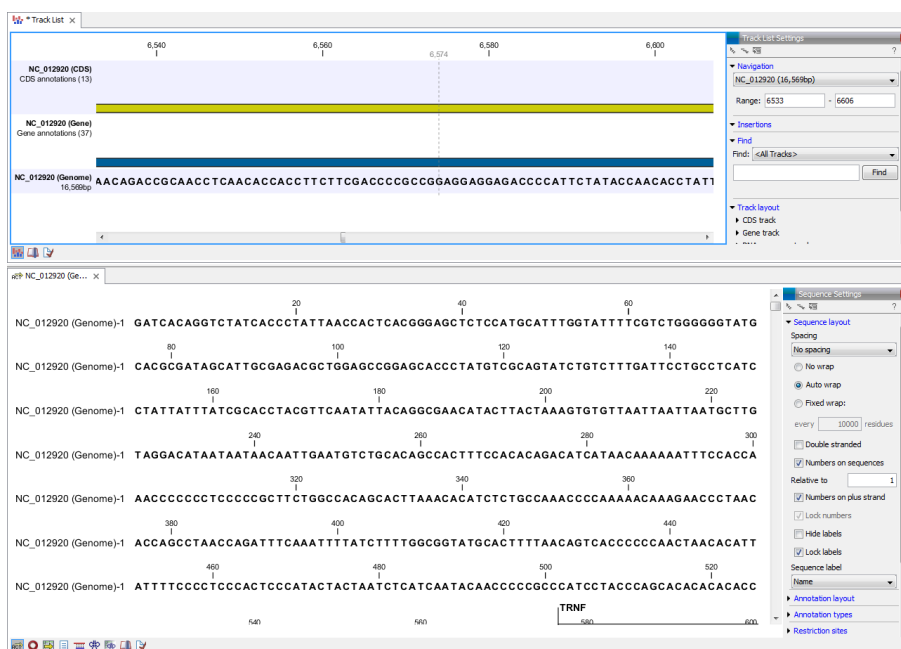 * Track List ×
6,540 6,560 6,580 6,600
6,574
NC_012920 (CDS)
CDS annotations (13)
NC_012920 (Gene)
Gene annotations (37)
NC_012920 (Genome)
16,569bp
AACAGACCGCAACCTCAACACCACCTTCTTCGACCCCGCCGGAGGAGGAGACCCCATTCTATACCAACACCTATT
Track List Settings
?
Navigation
NC_012920 (16,569bp)
Range: 6533 - 6606
Insertions
Find
Find: <All Tracks>
Find
Track layout
CDS track
Gene track
NC_012920 (Ge... ×
20 40 60
NC_012920 (Genome)-1 GATCACAGGTCTATCACCCTATTAACCACTCACGGGAGCTCTCCATGCATTTGGTATTTTCGTCTGGGGGGTATG
80 100 120 140
NC_012920 (Genome)-1 CACGCGATAGCATTGCGAGACGCTGGAGCCGGAGCACCCTATGTCGCAGTATCTGTCTTTGATTCCTGCCTCATC
160 180 200 220
NC_012920 (Genome)-1 CTATTATTTATCGCACCTACGTTCAATATTACAGGCGAACATACTTACTAAAGTGTGTTAATTAATTAATGCTTG
240 260 280 300
NC_012920 (Genome)-1 TAGGACATAATAATAACAATTGAATGTCTGCACAGCCACTTTCCACACAGACATCATAACAAAAAATTTCCACCA
320 340 360
NC_012920 (Genome)-1 AACCCCCCCTCCCCCGCTTCTGGCCACAGCACTTAAACACATCTCTGCCAAACCCCAAAAACAAAGAACCCTAAC
380 400 420 440
NC_012920 (Genome)-1 ACCAGCCTAACCAGATTTCAAATTTTATCTTTTGGCGGTATGCACTTTTAACAGTCACCCCCCAACTAACACATT
460 480 500 520
NC_012920 (Genome)-1 ATTTTCCCCTCCCACTCCCATACTACTAATCTCATCAATACAACCCCCGCCCATCCTACCCAGCACACACACACC
TRNF
540 560 580 600
Sequence Settings
?
Sequence layout
Spacing
No spacing
No wrap
Auto wrap
Fixed wrap:
every 10000 residues
Double stranded
Numbers on sequences
Relative to 1
Numbers on plus strand
Lock numbers
Hide labels
Lock labels
Sequence label
Name
Annotation layout
Annotation types
Restriction sites